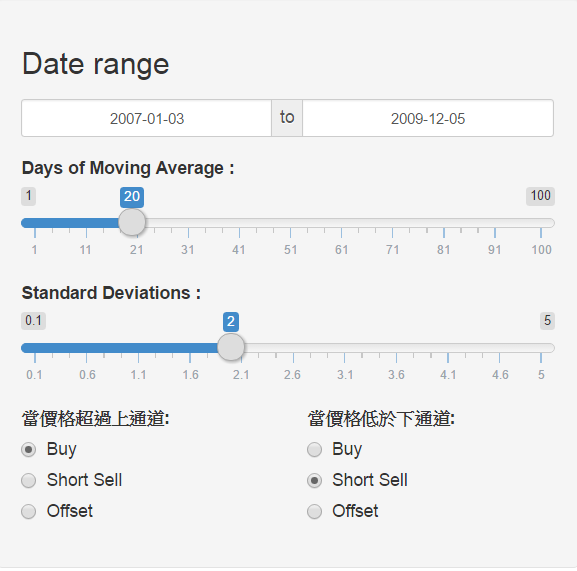 Date range
2007-01-03 to 2009-12-05
Days of Moving Average :
1 20 100
1 11 21 31 41 51 61 71 81 91 100
Standard Deviations :
0.1 2 5
0.1 0.6 1.1 1.6 2.1 2.6 3.1 3.6 4.1 4.6 5
當價格超過上通道: 當價格低於下通道:
Buy Buy
Short Sell Short Sell
Offset Offset